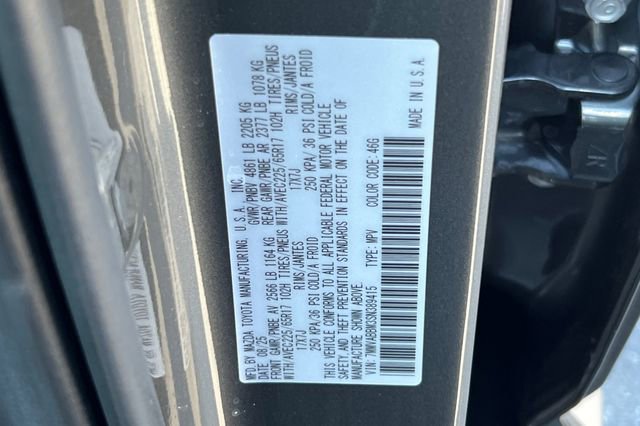 MFD. BY MAZDA TOYOTA MANUFACTURING, U.S.A., INC.
08/25 GWVR/PNBV 4861 LB 2205 KG
FRONT GAWR/PNBE AV 2566 LB 1164 KG REAR GAWR/PNBE AR 2377 LB 1078 KG
WITH/AVEC225/65R17 102H TIRES/PNEUS WITH/AVEC225/65R17 102H TIRES/PNEUS
17X7J RIMS/JANTES 17X7J RIMS/JANTES
250 KPA/36 PSI COLD/A FROID 250 KPA/ 36 PSI COLD/A FROID
THIS VEHICLE CONFORMS TO ALL APPLICABLE FEDERAL MOTOR VEHICLE
SAFETY, AND THEFT PREVENTION STANDARDS IN EFFECT ON THE DATE OF
MANUFACTURE SHOWN ABOVE.
VIN: TYPE: MPV COLOR CODE: 46G
MADE IN U.S.A.